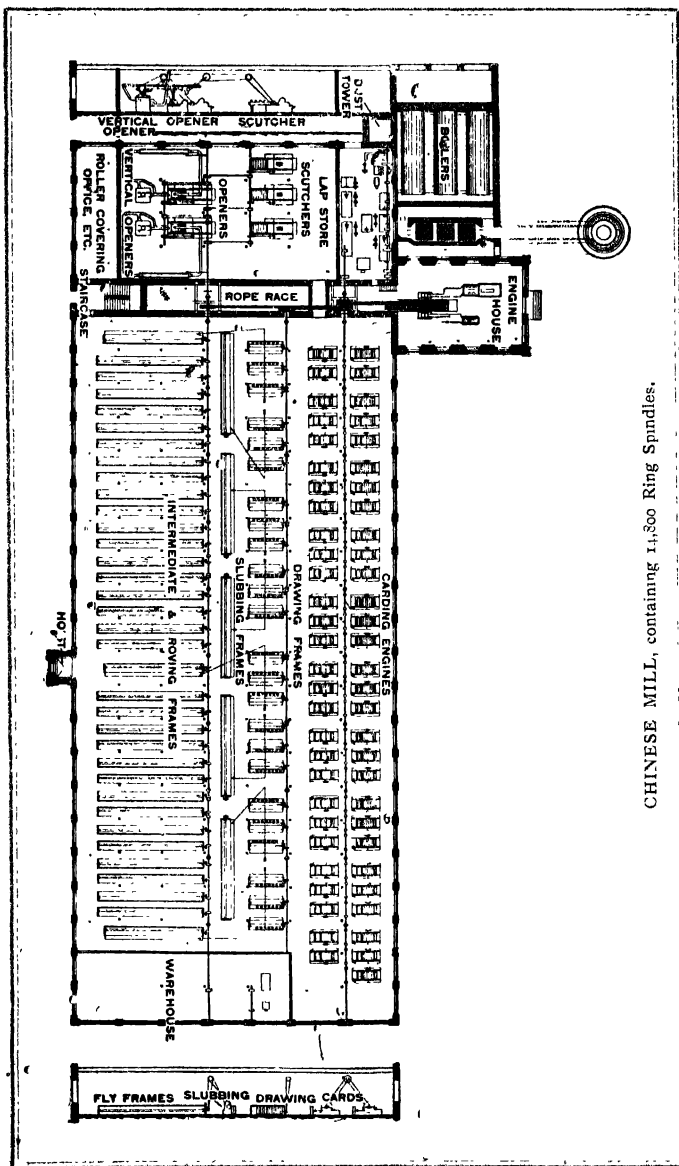 DUST
TOWER
VERTICAL OPENER SCUTCHER
OPENER
BOILERS
ROLLER COVERING
OFFICE, ETC.
VERTICAL OPENERS
OPENERS
SCUTCHERS
LAP STORE
STAIRCASE
ROPE RACE
ENGINE
HOUSE
INTERMEDIATE & ROVING FRAMES
SLUBBING FRAMES
DRAWING FRAMES
CARDING ENGINES
HOIST
WAREHOUSE
FLY FRAMES SLUBBING DRAWING CARDS
CHINESE MILL, containing 14,800 Ring Spindles.